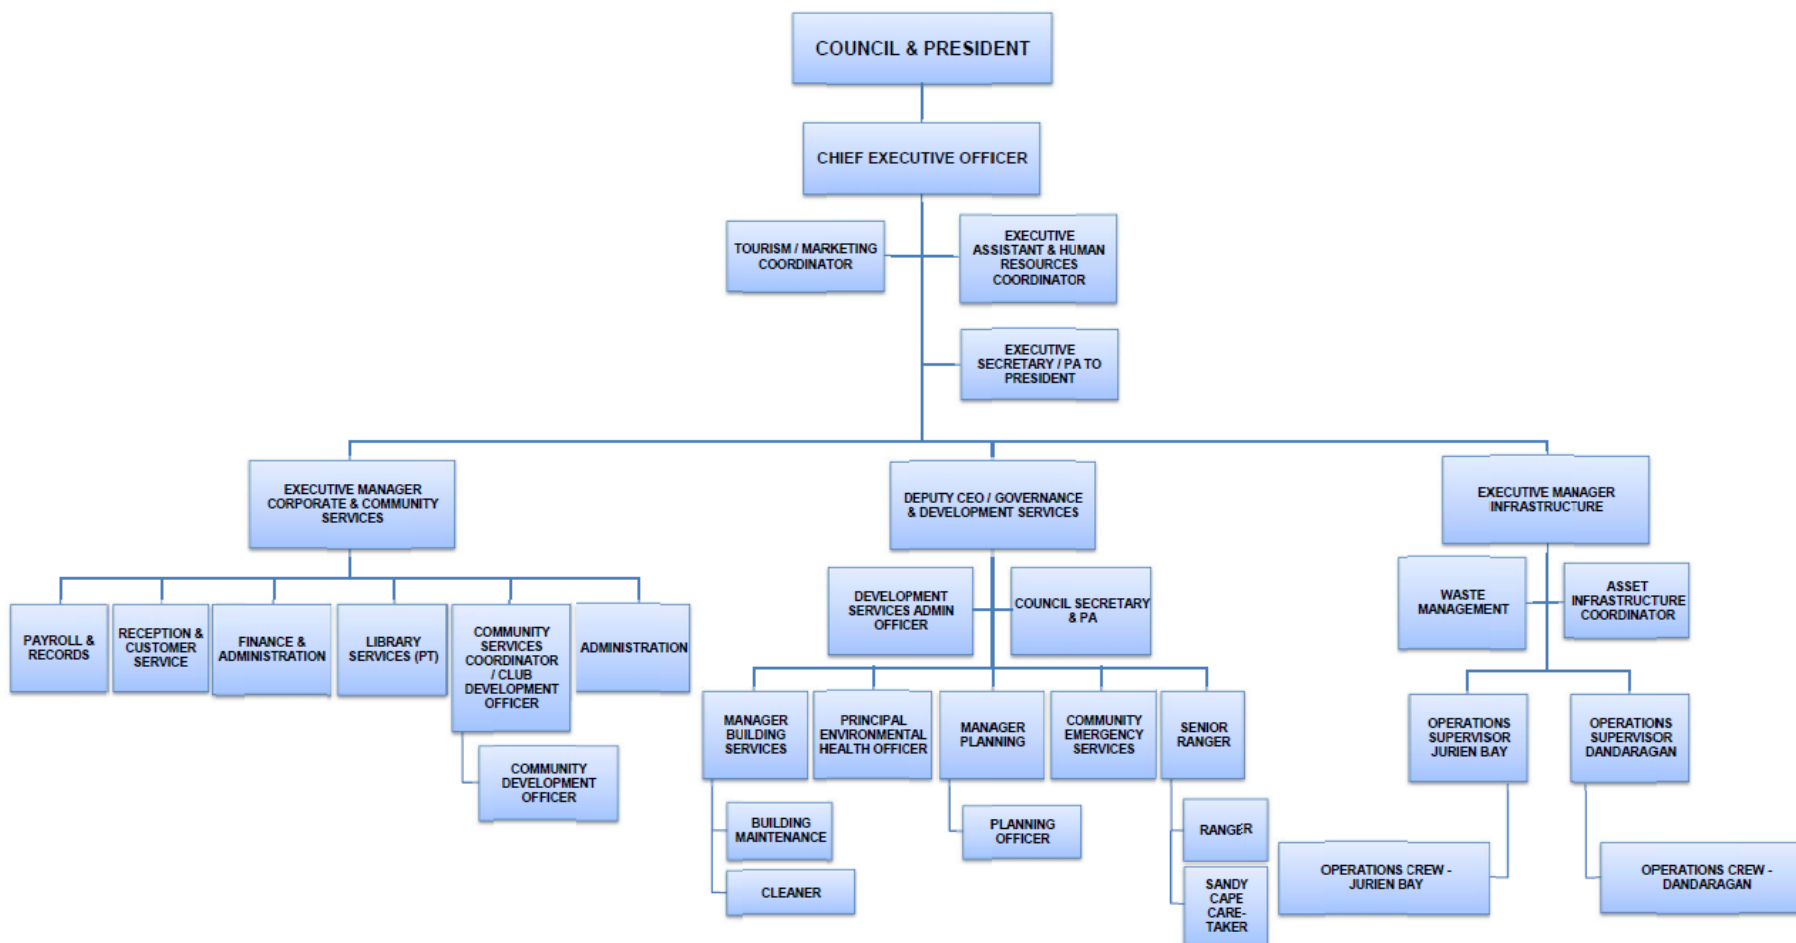 COUNCIL & PRESIDENT
CHIEF EXECUTIVE OFFICER
TOURISM / MARKETING
COORDINATOR
EXECUTIVE
ASSISTANT & HUMAN
RESOURCES
COORDINATOR
EXECUTIVE
SECRETARY / PA TO
PRESIDENT
EXECUTIVE MANAGER
CORPORATE & COMMUNITY
SERVICES
DEPUTY CEO / GOVERNANCE
& DEVELOPMENT SERVICES
EXECUTIVE MANAGER
INFRASTRUCTURE
PAYROLL &
RECORDS
RECEPTION &
CUSTOMER
SERVICE
FINANCE &
ADMINISTRATION
LIBRARY
SERVICES (PT)
COMMUNITY
SERVICES
COORDINATOR
/ CLUB
DEVELOPMENT
OFFICER
ADMINISTRATION
COMMUNITY
DEVELOPMENT
OFFICER
DEVELOPMENT
SERVICES ADMIN
OFFICER
COUNCIL SECRETARY
& PA
MANAGER
BUILDING
SERVICES
PRINCIPAL
ENVIRONMENTAL
HEALTH OFFICER
MANAGER
PLANNING
COMMUNITY
EMERGENCY
SERVICES
SENIOR
RANGER
BUILDING
MAINTENANCE
CLEANER
PLANNING
OFFICER
RANGER
SANDY
CAPE
CARE-
TAKER
WASTE
MANAGEMENT
ASSET
INFRASTRUCTURE
COORDINATOR
OPERATIONS
SUPERVISOR
JURIEN BAY
OPERATIONS
SUPERVISOR
DANDARAGAN
OPERATIONS CREW -
JURIEN BAY
OPERATIONS CREW -
DANDARAGAN